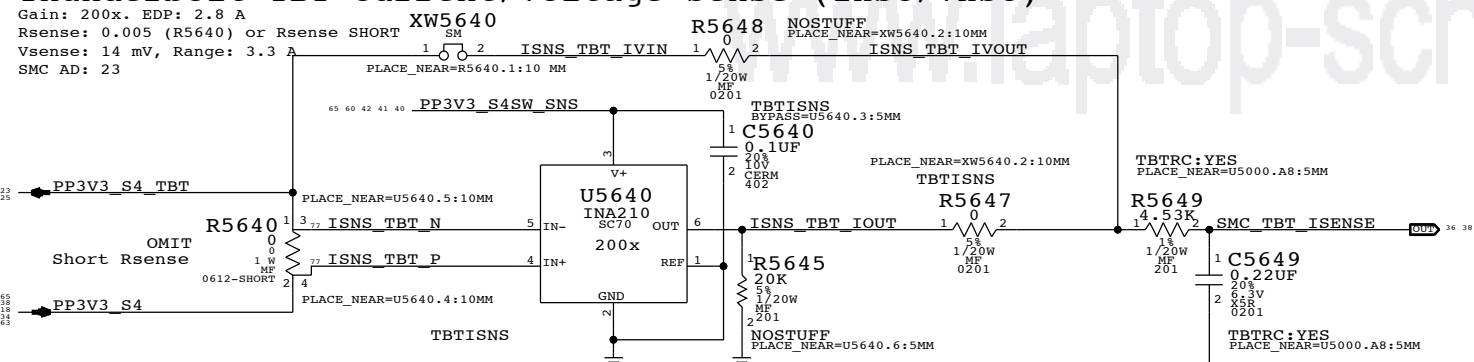 Gain: 200x. EDP: 2.8 A
Rsense: 0.005 (R5640) or Rsense SHORT
Vsense: 14 mV, Range: 3.3 A
SMC AD: 23
XW5640
SM
1 2
ISNS_TBT_IVIN
PLACE_NEAR=R5640.1:10 MM
R5648
0
1 2
5%
1/20W
MF
0201
NOSTUFF
PLACE_NEAR=XW5640.2:10MM
ISNS_TBT_IVOUT
www.laptop-sc
65 60 42 41 40 PP3V3_S4SW_SNS
TBTISNS
BYPASS=U5640.3:5MM
1 C5640
0.1UF
20%
10V
2 CERM
402
3
V+
U5640
INA210
SC70
200x
5 IN-
4 IN+
OUT 6
REF 1
GND
2
23
25
PP3V3_S4_TBT
PLACE_NEAR=U5640.5:10MM
R5640
1 3
0
0
1 W
MF
0612-SHORT
2 4
OMIT
Short Rsense
77 ISNS_TBT_N
77 ISNS_TBT_P
PLACE_NEAR=U5640.4:10MM
65
38
18
34
63
PP3V3_S4
TBTISNS
ISNS_TBT_IOUT
1 R5645
20K
5%
1/20W
MF
2 201
NOSTUFF
PLACE_NEAR=U5640.6:5MM
PLACE_NEAR=XW5640.2:10MM
TBTISNS
R5647
0
1 2
5%
1/20W
MF
0201
TBTRC:YES
PLACE_NEAR=U5000.A8:5MM
R5649
4.53K
1 2
1%
1/20W
MF
201
SMC_TBT_ISENSE
OUT 36 38
1 C5649
0.22UF
20%
2 6.3V
X5R
0201
TBTRC:YES
PLACE_NEAR=U5000.A8:5MM